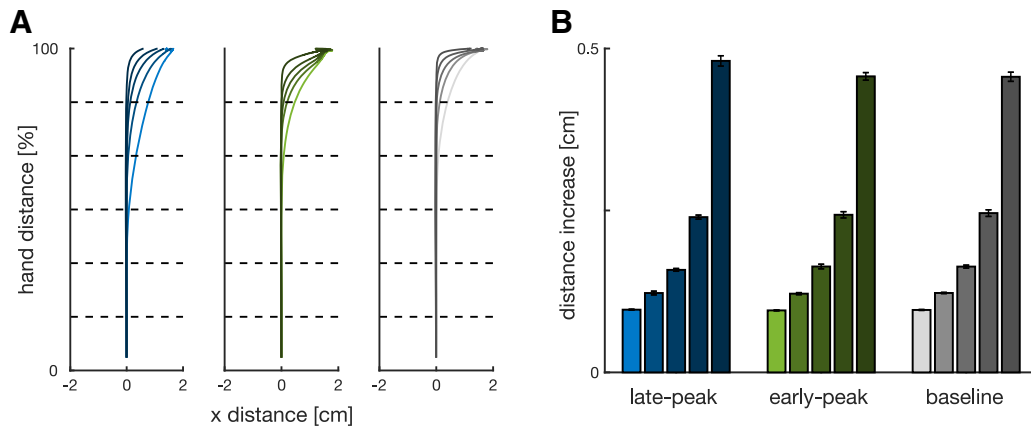 A
B
100
0
hand distance [%]
-2
0
2
-2
0
2
-2
0
2
x distance [cm]
0.5
0
distance increase [cm]
late-peak
early-peak
baseline